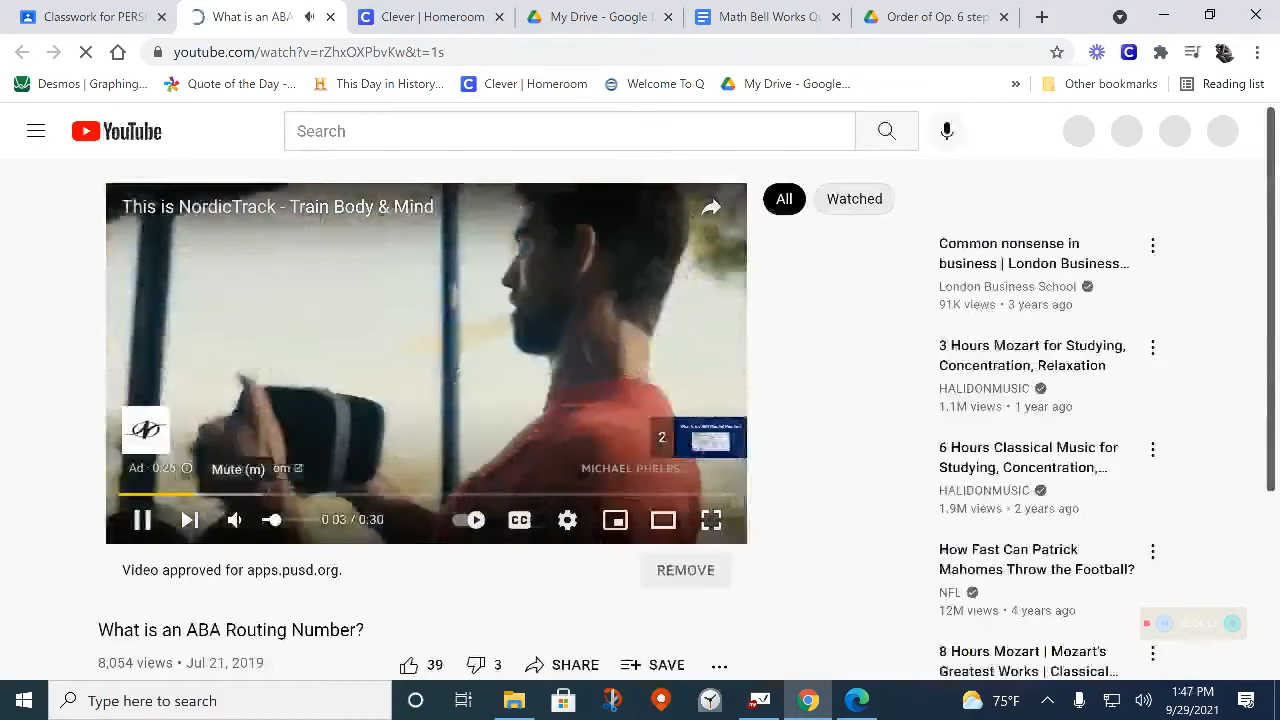 Classwork for PERS
What is an ABA
Clever | Homeroom
My Drive - Google D
Math Bell Works Qu
Order of Op. 6 step
youtube.com/watch?v=rZhxOXPbvKw&t=1s
Desmos | Graphing...
Quote of the Day -...
This Day in History...
Clever | Homeroom
Welcome To Q
My Drive - Google...
Other bookmarks
Reading list
YouTube
Search
This is NordicTrack - Train Body & Mind
All
Watched
Common nonsense in
business | London Business...
London Business School
91K views • 3 years ago
3 Hours Mozart for Studying,
Concentration, Relaxation
HALIDONMUSIC
1.1M views • 1 year ago
2
Ad · 0:26
Mute (m)
om
MICHAEL PHELPS
0:03 / 0:30
CC
6 Hours Classical Music for
Studying, Concentration,...
HALIDONMUSIC
1.9M views • 2 years ago
Video approved for apps.pusd.org.
REMOVE
How Fast Can Patrick
Mahomes Throw the Football?
NFL
12M views • 4 years ago
What is an ABA Routing Number?
8,054 views • Jul 21, 2019
39
3
SHARE
SAVE
8 Hours Mozart | Mozart's
Greatest Works | Classical...
Type here to search
75°F
1:47 PM
9/29/2021